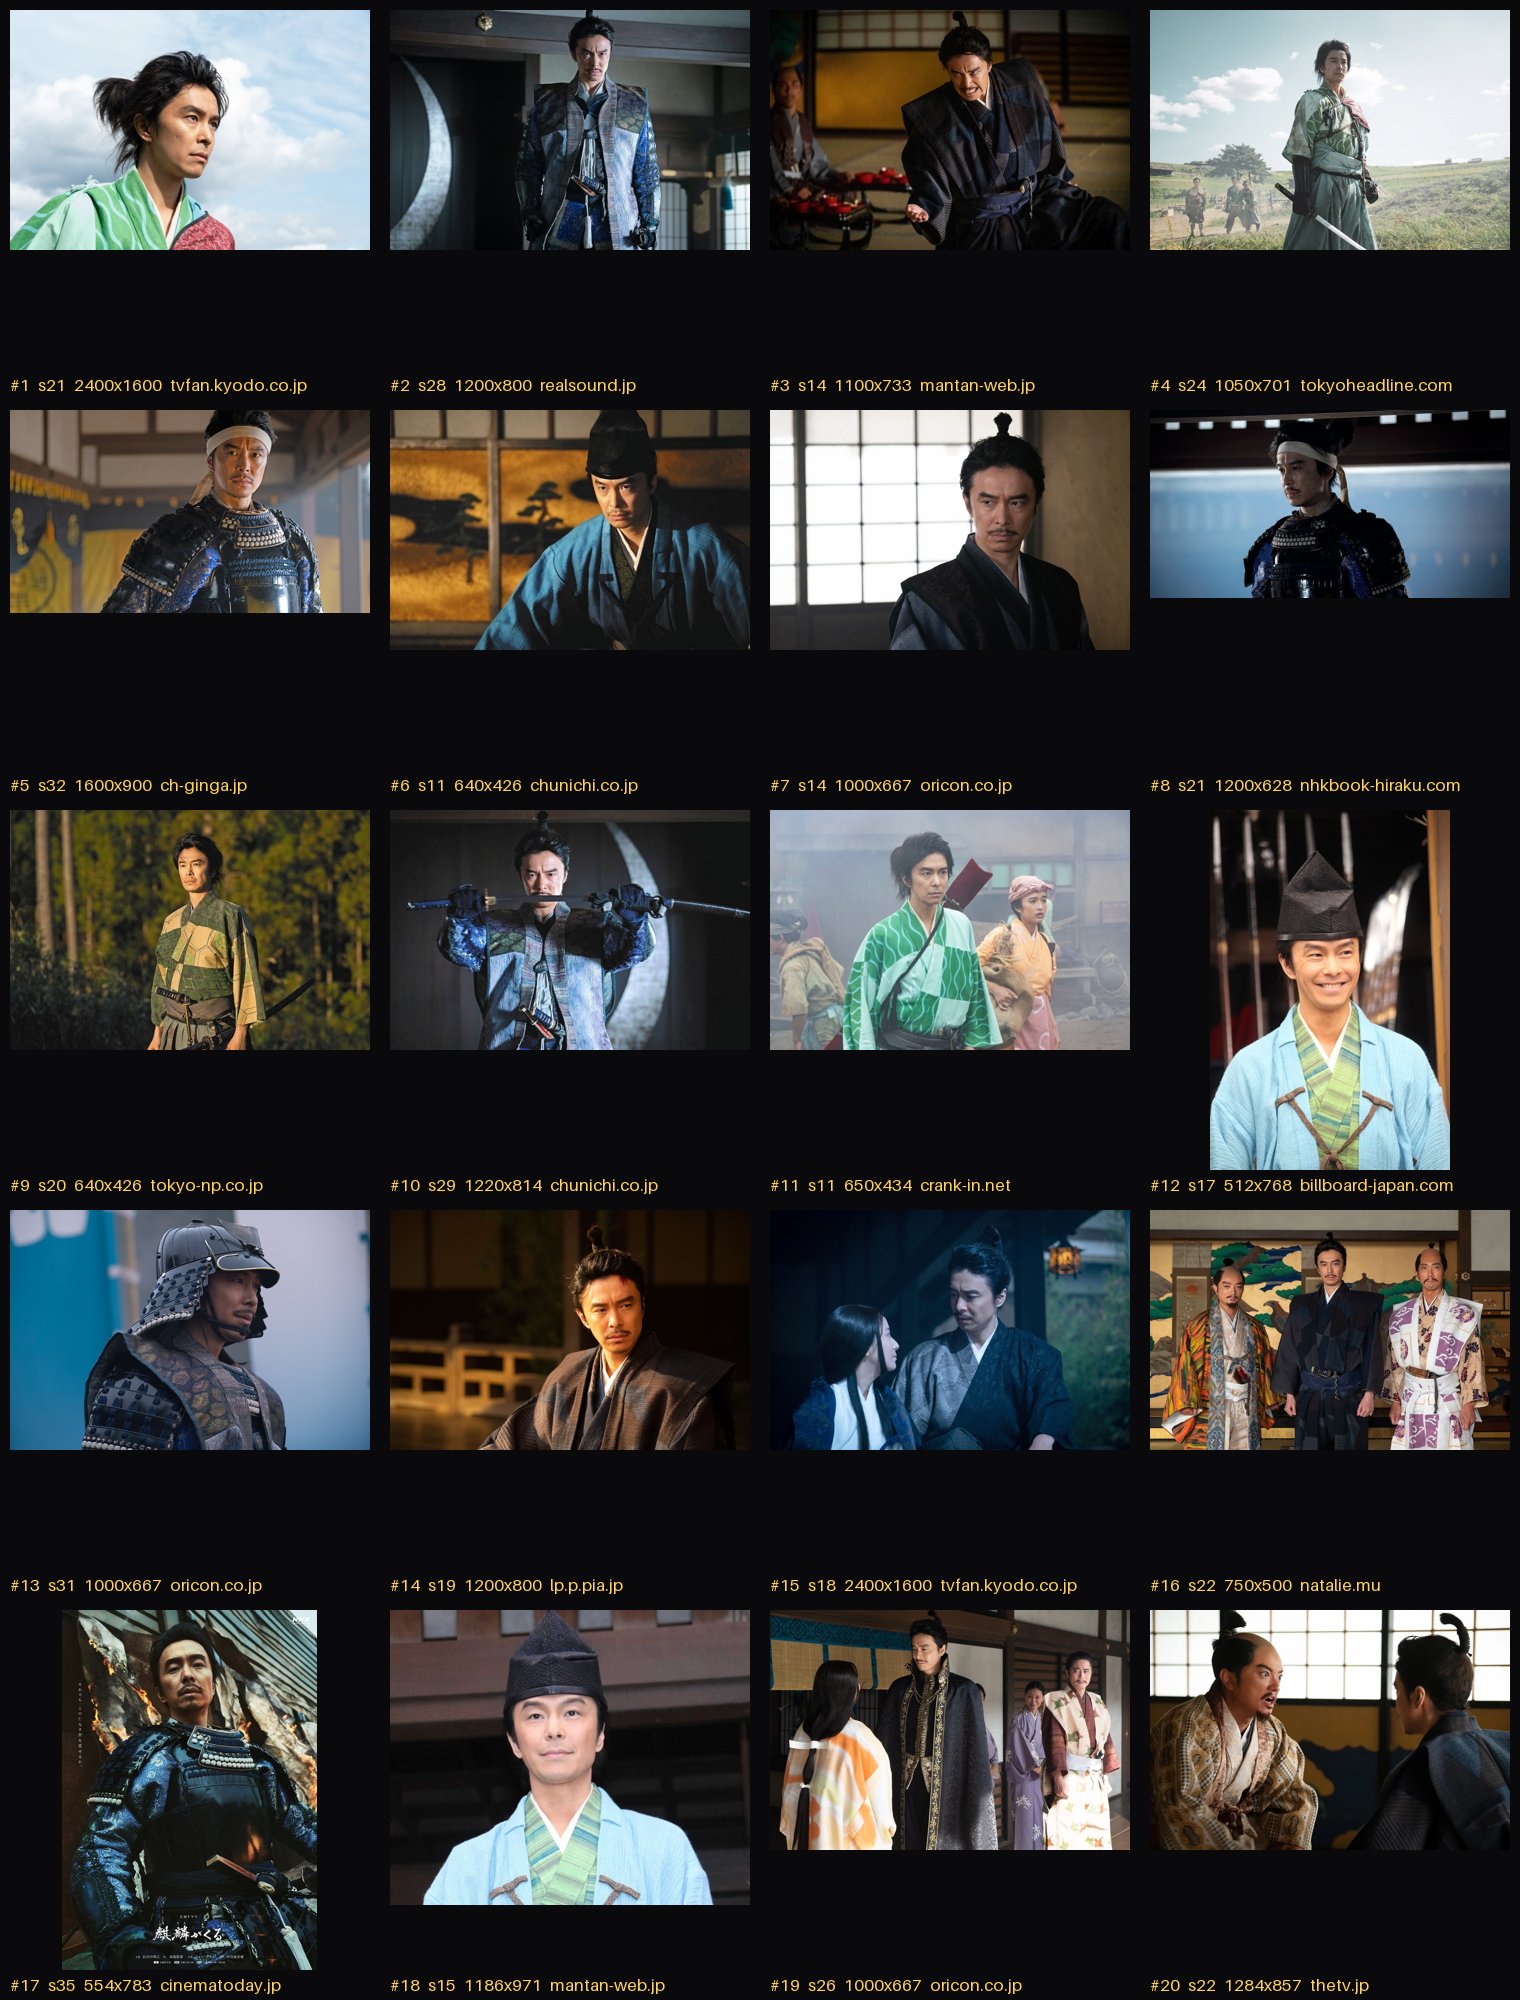 #1 s21 2400x1600 tvfan.kyodo.co.jp
#2 s28 1200x800 realsound.jp
#3 s14 1100x733 mantan-web.jp
#4 s24 1050x701 tokyoheadline.com
#5 s32 1600x900 ch-ginga.jp
#6 s11 640x426 chunichi.co.jp
#7 s14 1000x667 oricon.co.jp
#8 s21 1200x628 nhkbook-hiraku.com
#9 s20 640x426 tokyo-np.co.jp
#10 s29 1220x814 chunichi.co.jp
#11 s11 650x434 crank-in.net
#12 s17 512x768 billboard-japan.com
#13 s31 1000x667 oricon.co.jp
#14 s19 1200x800 lp.p.pia.jp
#15 s18 2400x1600 tvfan.kyodo.co.jp
#16 s22 750x500 natalie.mu
NHK
麒麟がくる
#17 s35 554x783 cinematoday.jp
#18 s15 1186x971 mantan-web.jp
#19 s26 1000x667 oricon.co.jp
#20 s22 1284x857 thetv.jp